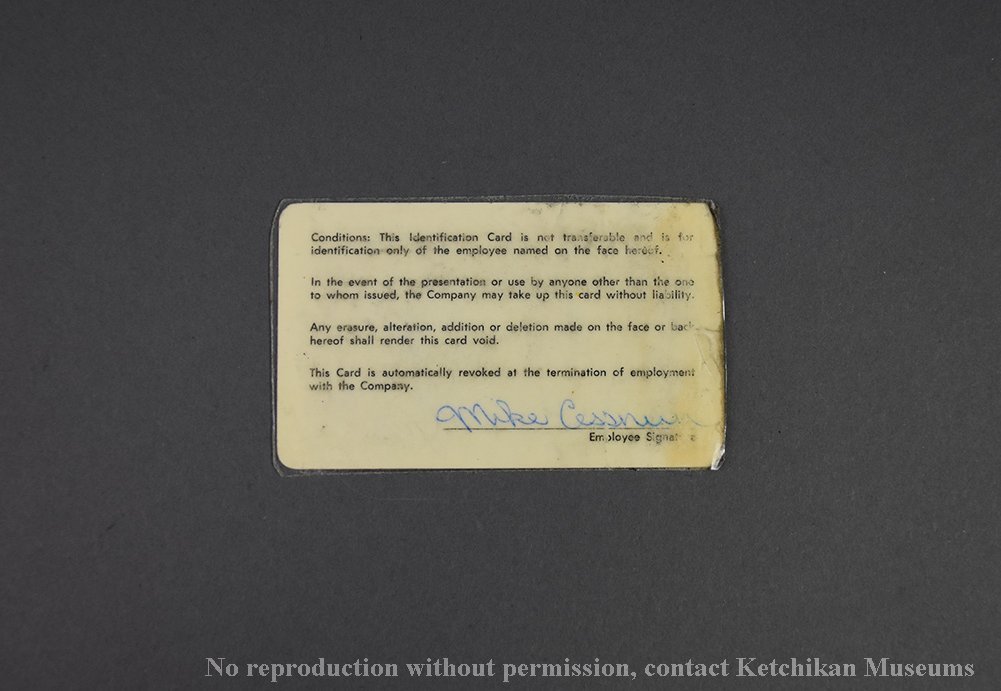 Conditions: This Identification Card is not transferable and is for
identification only of the employee named on the face hereof.
In the event of the presentation or use by anyone other than the one
to whom issued, the Company may take up this card without liability.
Any erasure, alteration, addition or deletion made on the face or back
hereof shall render this card void.
This Card is automatically revoked at the termination of employment
with the Company.
Mike
Employee Signature
No reproduction without permission, contact Ketchikan Museums